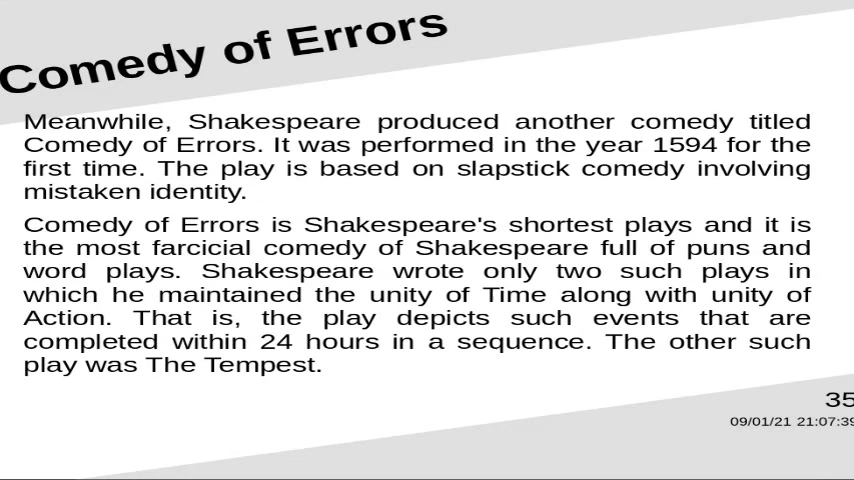 Comedy of Errors
Meanwhile, Shakespeare produced another comedy titled
Comedy of Errors. It was performed in the year 1594 for the
first time. The play is based on slapstick comedy involving
mistaken identity.
Comedy of Errors is Shakespeare's shortest plays and it is
the most farcicial comedy of Shakespeare full of puns and
word plays. Shakespeare wrote only two such plays in
which he maintained the unity of Time along with unity of
Action. That is, the play depicts such events that are
completed within 24 hours in a sequence. The other such
play was The Tempest.
35
09/01/21 21:07:39